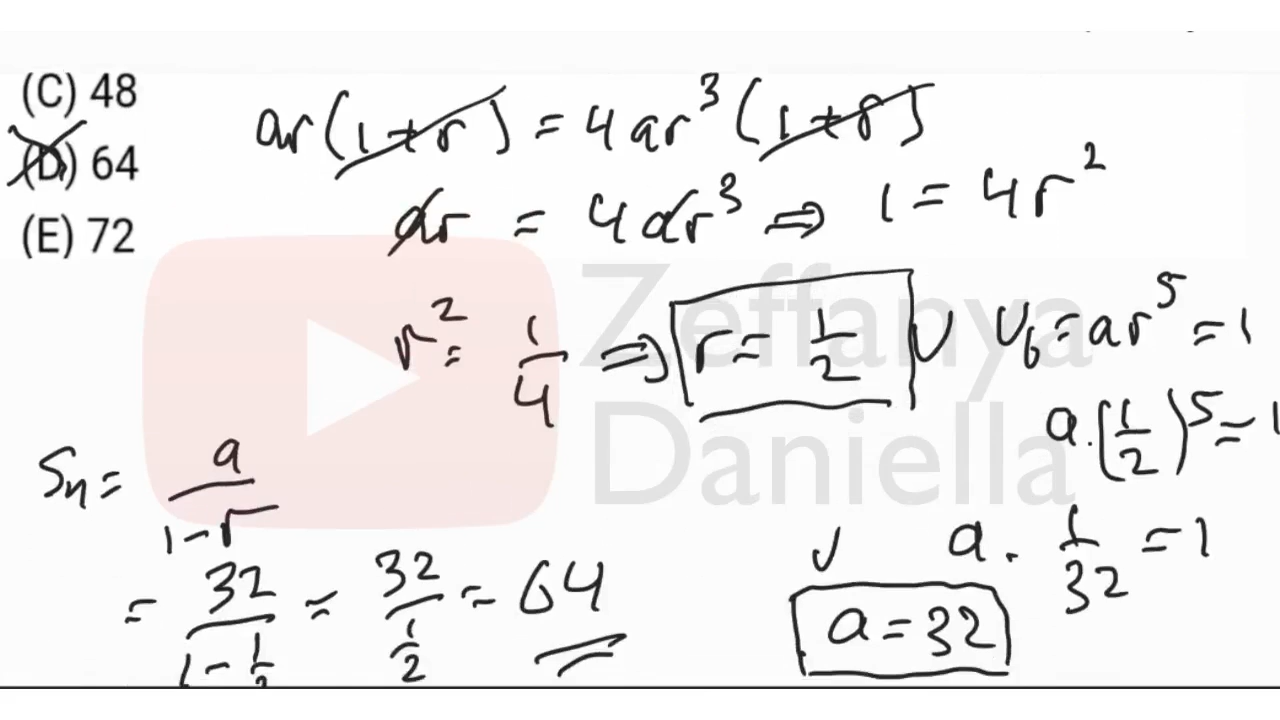 (C) 48
ar(1+r) = 4ar³(1+r)
(D) 64
ar = 4ar³ ⇒ 1 = 4r²
(E) 72
r² = 1/4 ⇒ r = 1/2
U₆ = ar⁵ = 1
Zeffanya
Daniella
a·(1/2)⁵ = 1
Sₙ = a/(1-r)
a · 1/32 = 1
= 32/(1-1/2) = 32/(1/2) = 64
a = 32